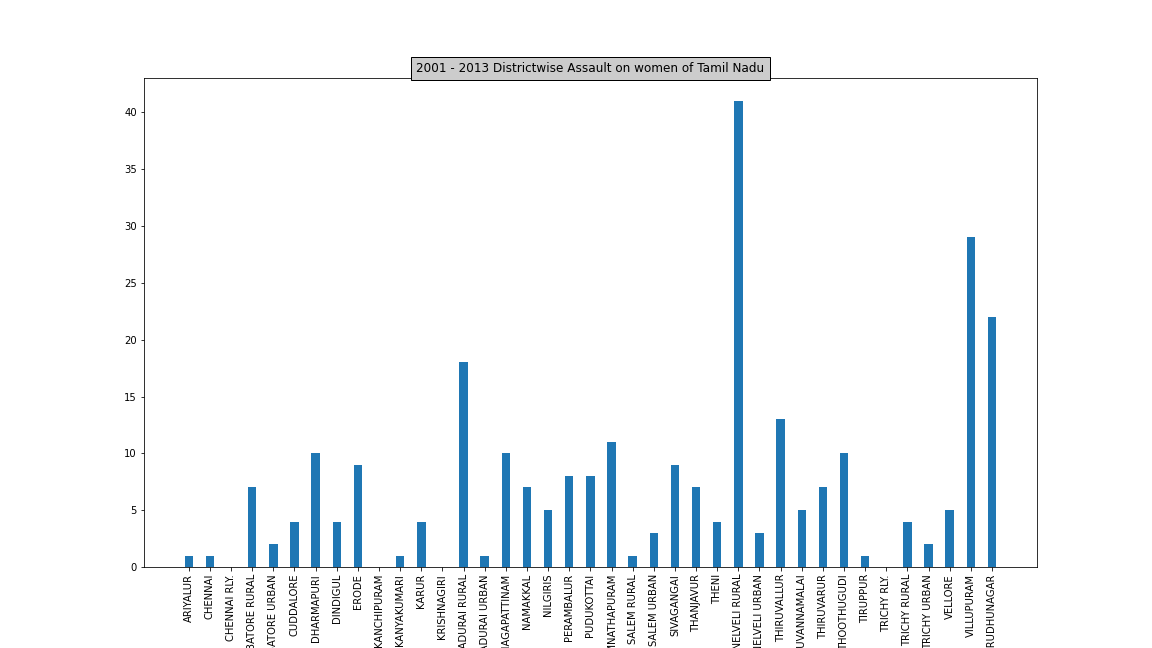 2001 - 2013 Districtwise Assault on women of Tamil Nadu
40
35
30
25
20
15
10
5
0
ARIYALUR
CHENNAI
CHENNAI RLY.
BATORE RURAL
ATORE URBAN
CUDDALORE
DHARMAPURI
DINDIGUL
ERODE
KANCHIPURAM
KANYAKUMARI
KARUR
KRISHNAGIRI
ADURAI RURAL
DURAI URBAN
IAGAPATTINAM
NAMAKKAL
NILGIRIS
PERAMBALUR
PUDUKOTTAI
MNATHAPURAM
SALEM RURAL
SALEM URBAN
SIVAGANGAI
THANJAVUR
THENI
NELVELI RURAL
IELVELI URBAN
THIRUVALLUR
UVANNAMALAI
THIRUVARUR
THOOTHUGUDI
TIRUPPUR
TRICHY RLY.
TRICHY RURAL
TRICHY URBAN
VELLORE
VILLUPURAM
RUDHUNAGAR